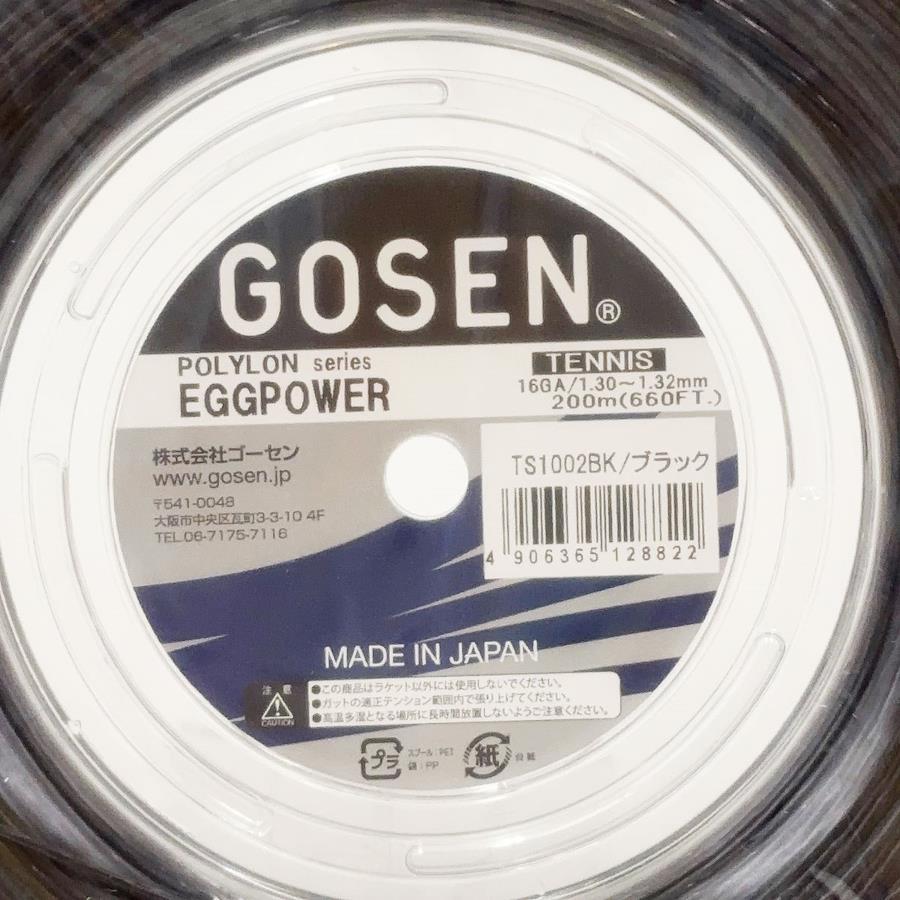 GOSEN®
POLYLON series
EGGPOWER
TENNIS
16GA/1.30～1.32mm
200m(660FT.)
株式会社ゴーセン
www.gosen.jp
〒541-0048
大阪市中央区瓦町3-3-10 4F
TEL.06-7175-7116
TS1002BK/ブラック
4 906365 128822
MADE IN JAPAN
注意
CAUTION
●この商品はラケット以外には使用しないでください。
●ガットの適正テンション範囲内で張り上げてください。
●高温多湿となる場所に長時間放置しないようご注意ください。
プラ
スプール：PET
袋：PP
紙
台紙